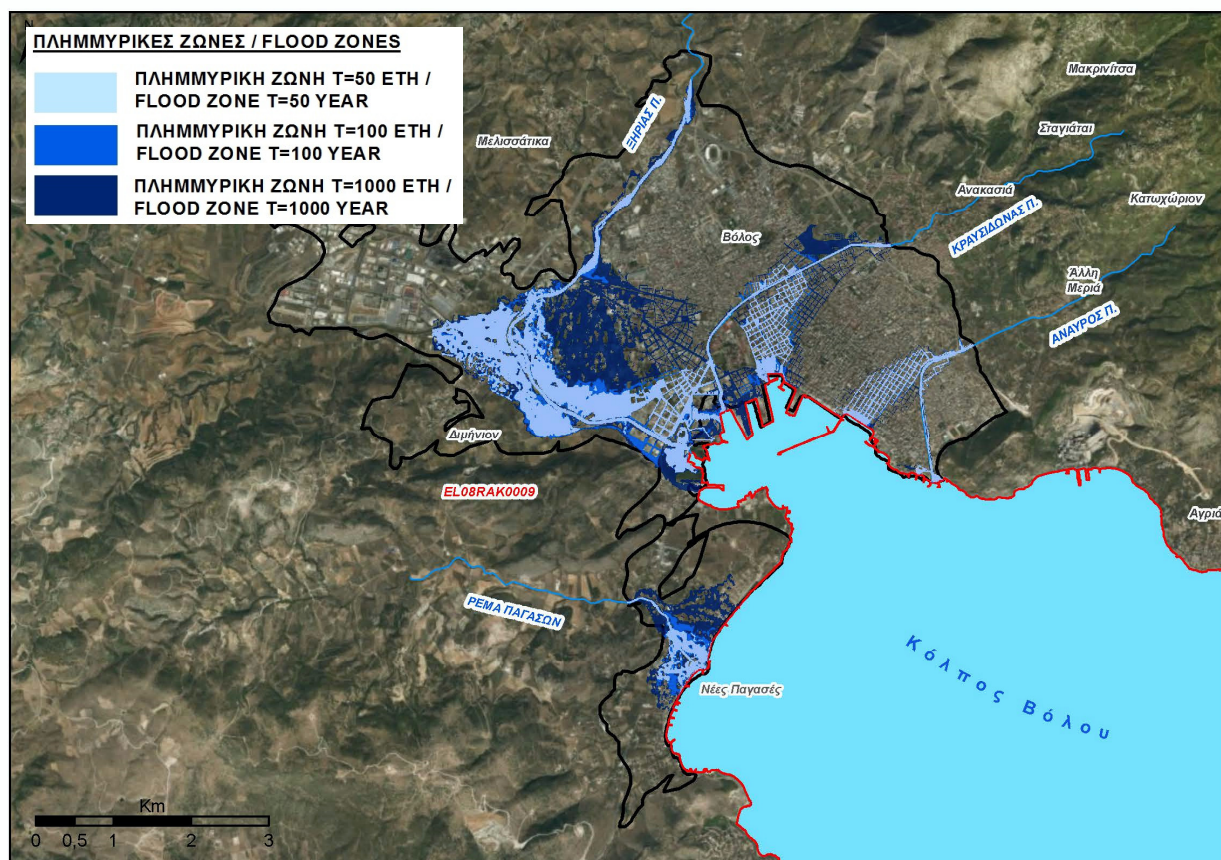 N
ΠΛΗΜΜΥΡΙΚΕΣ ΖΩΝΕΣ / FLOOD ZONES
ΠΛΗΜΜΥΡΙΚΗ ΖΩΝΗ T=50 ΕΤΗ /
FLOOD ZONE T=50 YEAR
ΠΛΗΜΜΥΡΙΚΗ ΖΩΝΗ T=100 ΕΤΗ /
FLOOD ZONE T=100 YEAR
ΠΛΗΜΜΥΡΙΚΗ ΖΩΝΗ T=1000 ΕΤΗ /
FLOOD ZONE T=1000 YEAR
Μακρινίτσα
ΞΗΡΙΑΣ Π.
Σταγιάται
Μελισσάτικα
Ανακασιά
Κατωχώριον
Βόλος
ΚΡΑΥΣΙΔΩΝΑΣ Π.
Άλλη
Μεριά
ΑΝΑΥΡΟΣ Π.
Διμήνιον
EL08RAK0009
Αγριά
ΡΕΜΑ ΠΑΓΑΣΩΝ
Νέες Παγασές
Κόλπος Βόλου
Km
0 0,5 1 2 3